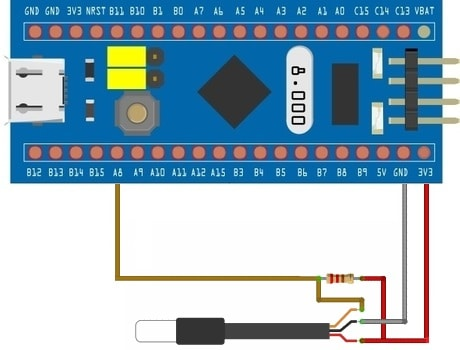 GND GND 3V3 NRST B11 B10 B1 B0 A7 A6 A5 A4 A3 A2 A1 A0 C15 C14 C13 VBAT
8.000
B12 B13 B14 B15 A8 A9 A10 A11 A12 A15 B3 B4 B5 B6 B7 B8 B9 5V GND 3V3